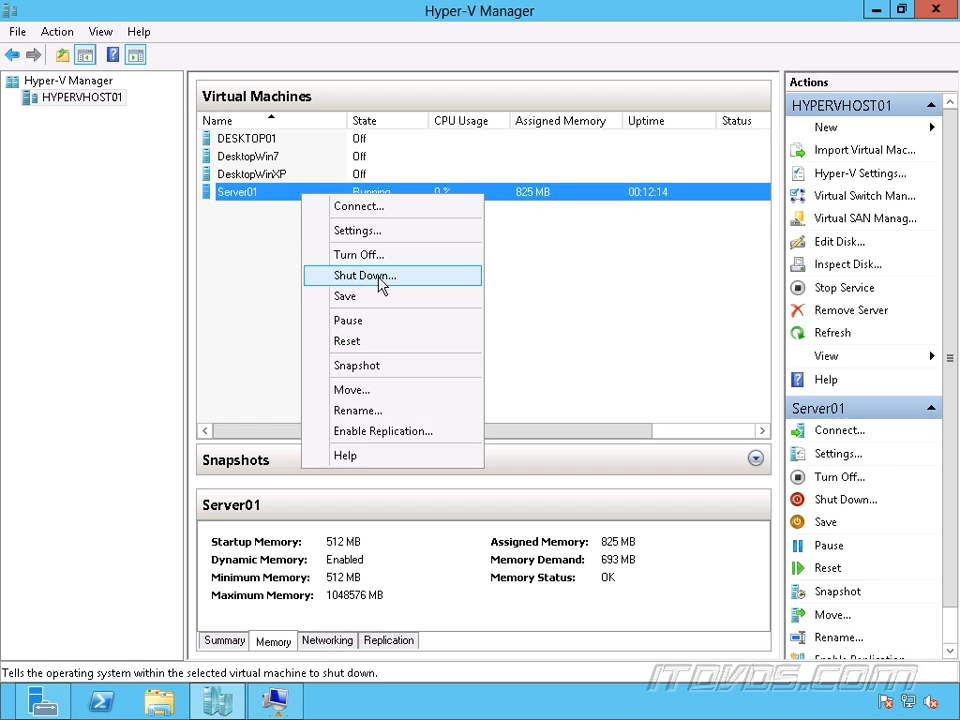 Hyper-V Manager
File Action View Help
Hyper-V Manager
HYPERVHOST01
Virtual Machines
Name State CPU Usage Assigned Memory Uptime Status
DESKTOP01 Off
DesktopWin7 Off
DesktopWinXP Off
Server01 Running 0 % 825 MB 00:12:14
Connect...
Settings...
Turn Off...
Shut Down...
Save
Pause
Reset
Snapshot
Move...
Rename...
Enable Replication...
Help
Snapshots
Server01
Startup Memory: 512 MB Assigned Memory: 825 MB
Dynamic Memory: Enabled Memory Demand: 693 MB
Minimum Memory: 512 MB Memory Status: OK
Maximum Memory: 1048576 MB
Summary Memory Networking Replication
Actions
HYPERVHOST01
New
Import Virtual Mac...
Hyper-V Settings...
Virtual Switch Man...
Virtual SAN Manag...
Edit Disk...
Inspect Disk...
Stop Service
Remove Server
Refresh
View
Help
Server01
Connect...
Settings...
Turn Off...
Shut Down...
Save
Pause
Reset
Snapshot
Move...
Rename...
Enable Replication...
Tells the operating system within the selected virtual machine to shut down.
ITDVDS.COM